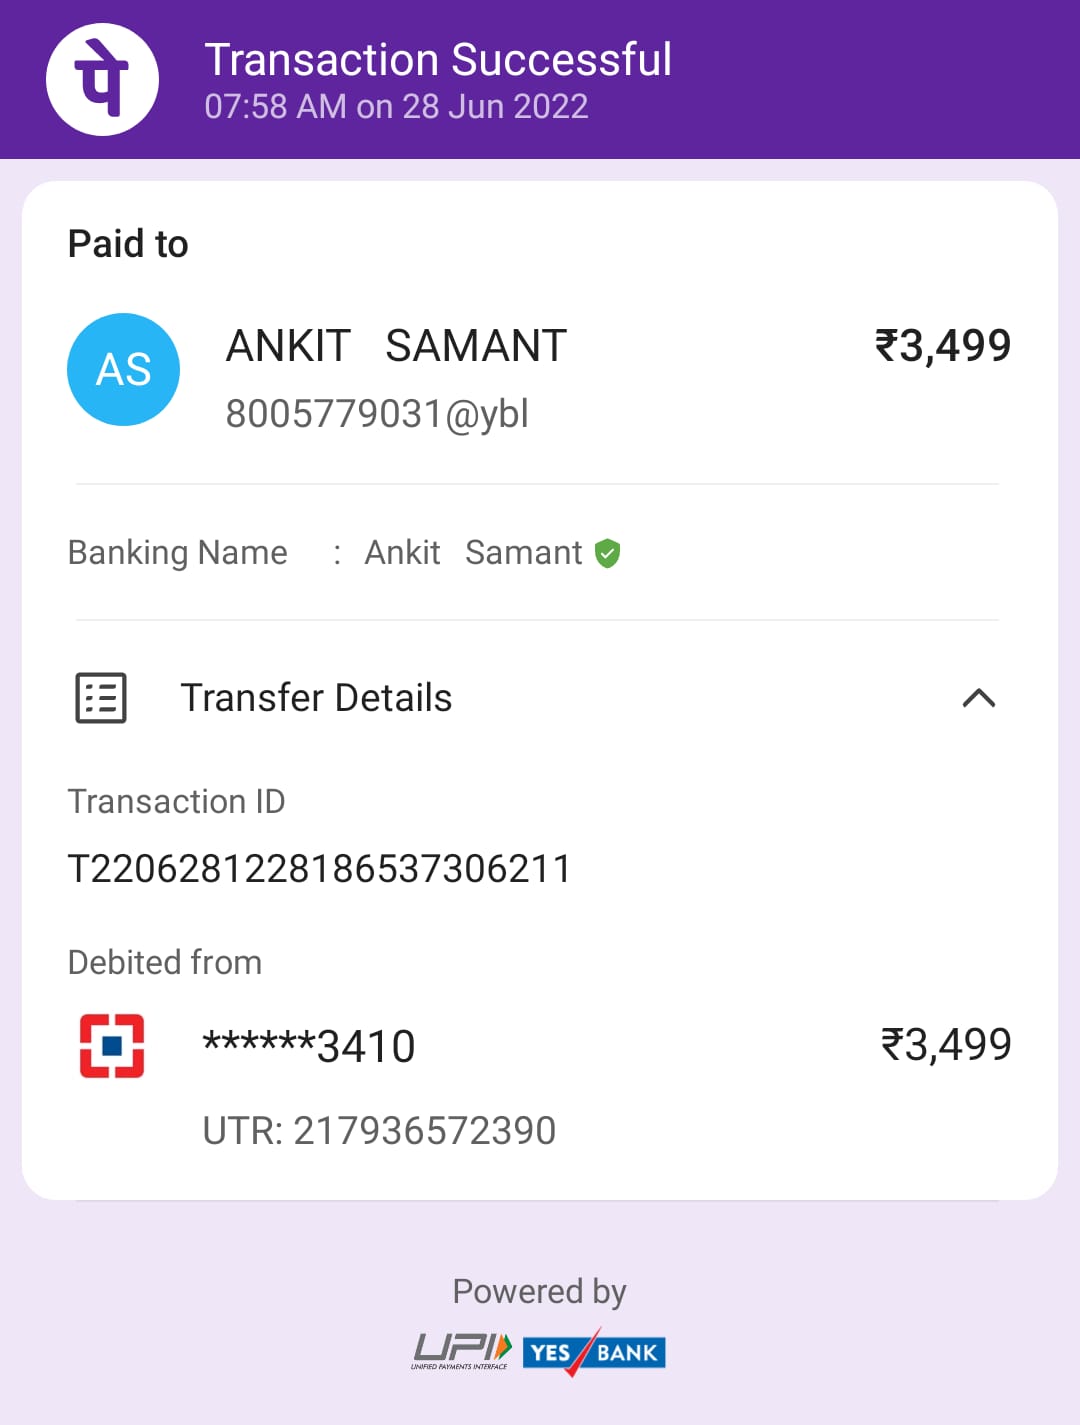 पे
Transaction Successful
07:58 AM on 28 Jun 2022
Paid to
AS
ANKIT SAMANT ₹3,499
8005779031@ybl
Banking Name : Ankit Samant
Transfer Details
Transaction ID
T2206281228186537306211
Debited from
******3410 ₹3,499
UTR: 217936572390
Powered by
UPI YES BANK
UNIFIED PAYMENTS INTERFACE